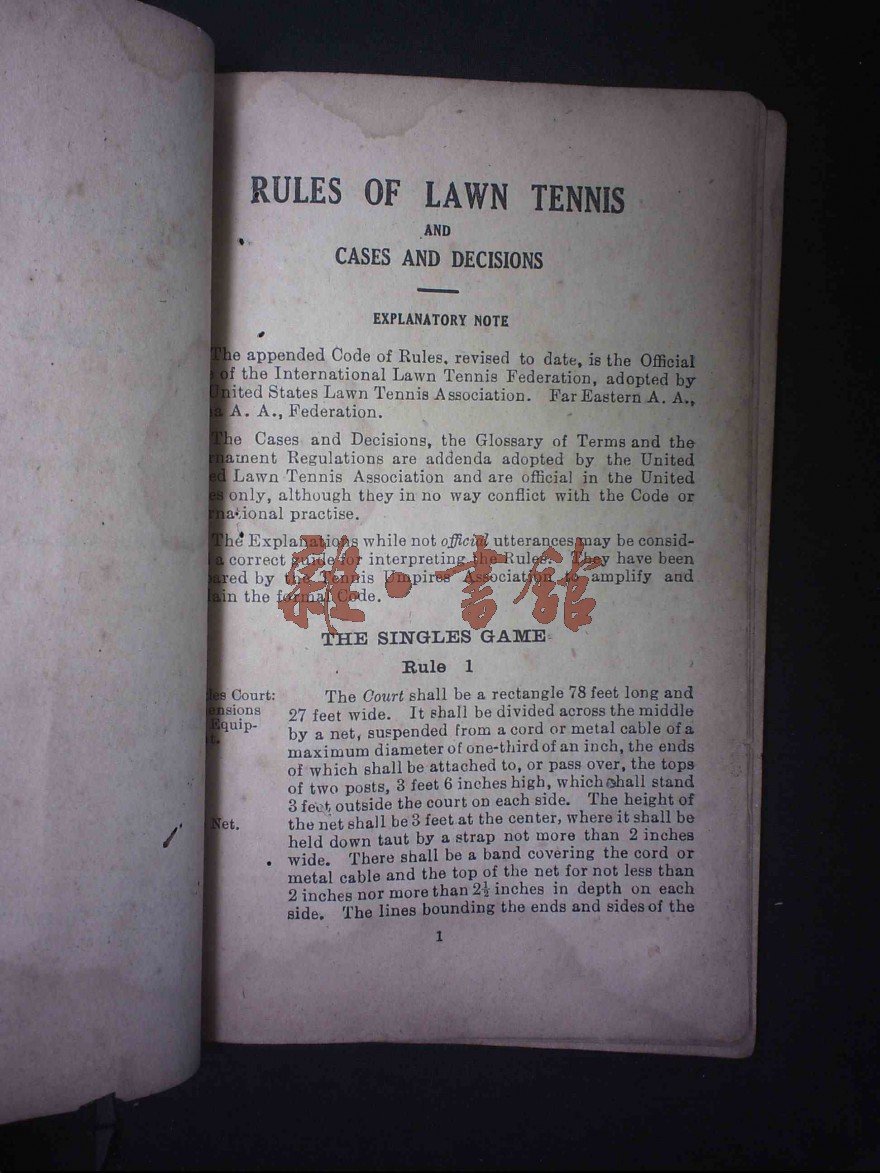 RULES OF LAWN TENNIS
AND
CASES AND DECISIONS
EXPLANATORY NOTE
The appended Code of Rules, revised to date, is the Official
of the International Lawn Tennis Federation, adopted by
United States Lawn Tennis Association. Far Eastern A. A.,
A. A., Federation.
The Cases and Decisions, the Glossary of Terms and the
nament Regulations are addenda adopted by the United
ed Lawn Tennis Association and are official in the United
es only, although they in no way conflict with the Code or
rnational practise.
The Explanations while not official utterances may be consid-
a correct guide for interpreting the Rules. They have been
ared by the Tennis Umpires Association to amplify and
ain the formal Code.
雜·書館
THE SINGLES GAME
Rule 1
les Court:
ensions
Equip-
t.
The Court shall be a rectangle 78 feet long and
27 feet wide. It shall be divided across the middle
by a net, suspended from a cord or metal cable of a
maximum diameter of one-third of an inch, the ends
of which shall be attached to, or pass over, the tops
of two posts, 3 feet 6 inches high, which shall stand
3 feet outside the court on each side. The height of
Net.
the net shall be 3 feet at the center, where it shall be
held down taut by a strap not more than 2 inches
wide. There shall be a band covering the cord or
metal cable and the top of the net for not less than
2 inches nor more than 2½ inches in depth on each
side. The lines bounding the ends and sides of the
1